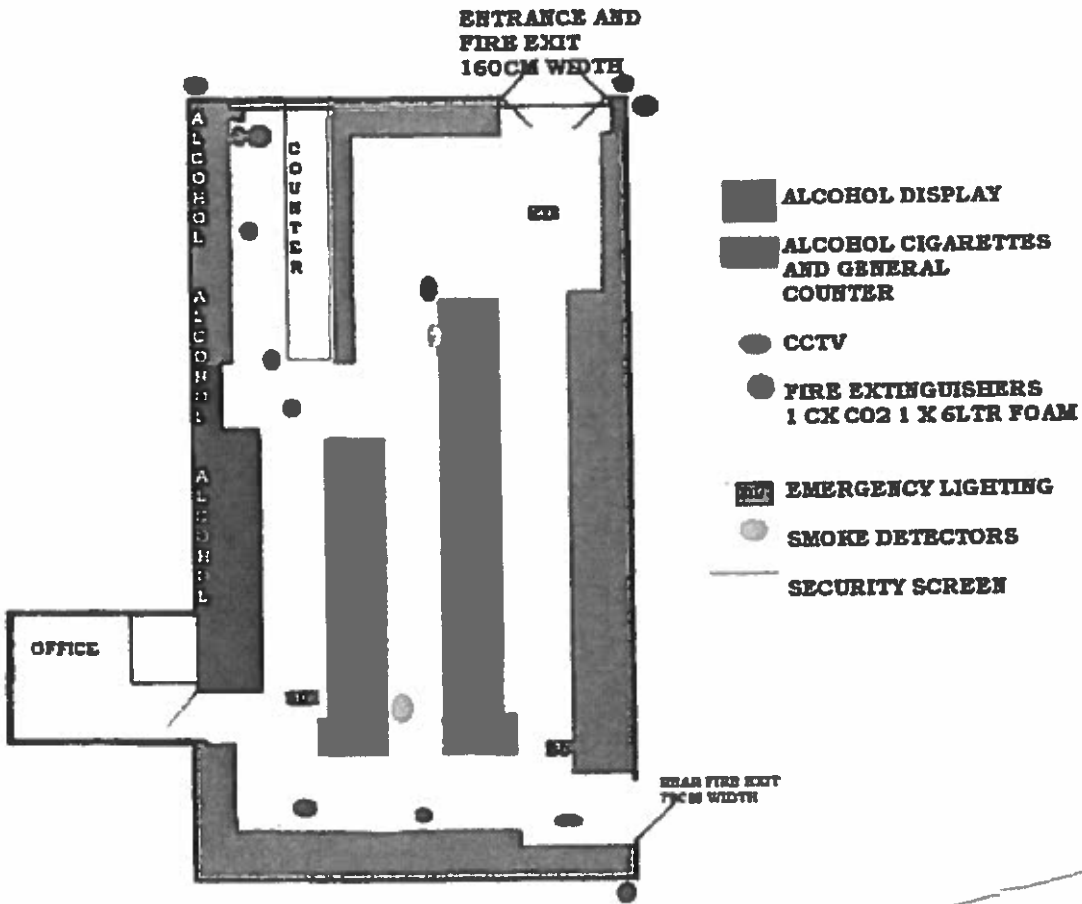 ENTRANCE AND
FIRE EXIT
160CM WIDTH
ALCOHOL
COUNTER
ALCOHOL
ALCOHOL
OFFICE
REAR FIRE EXIT
WIDTH
ALCOHOL DISPLAY
ALCOHOL CIGARETTES
AND GENERAL
COUNTER
CCTV
FIRE EXTINGUISHERS
1 CX CO2 1 X 6LTR FOAM
EMERGENCY LIGHTING
SMOKE DETECTORS
SECURITY SCREEN